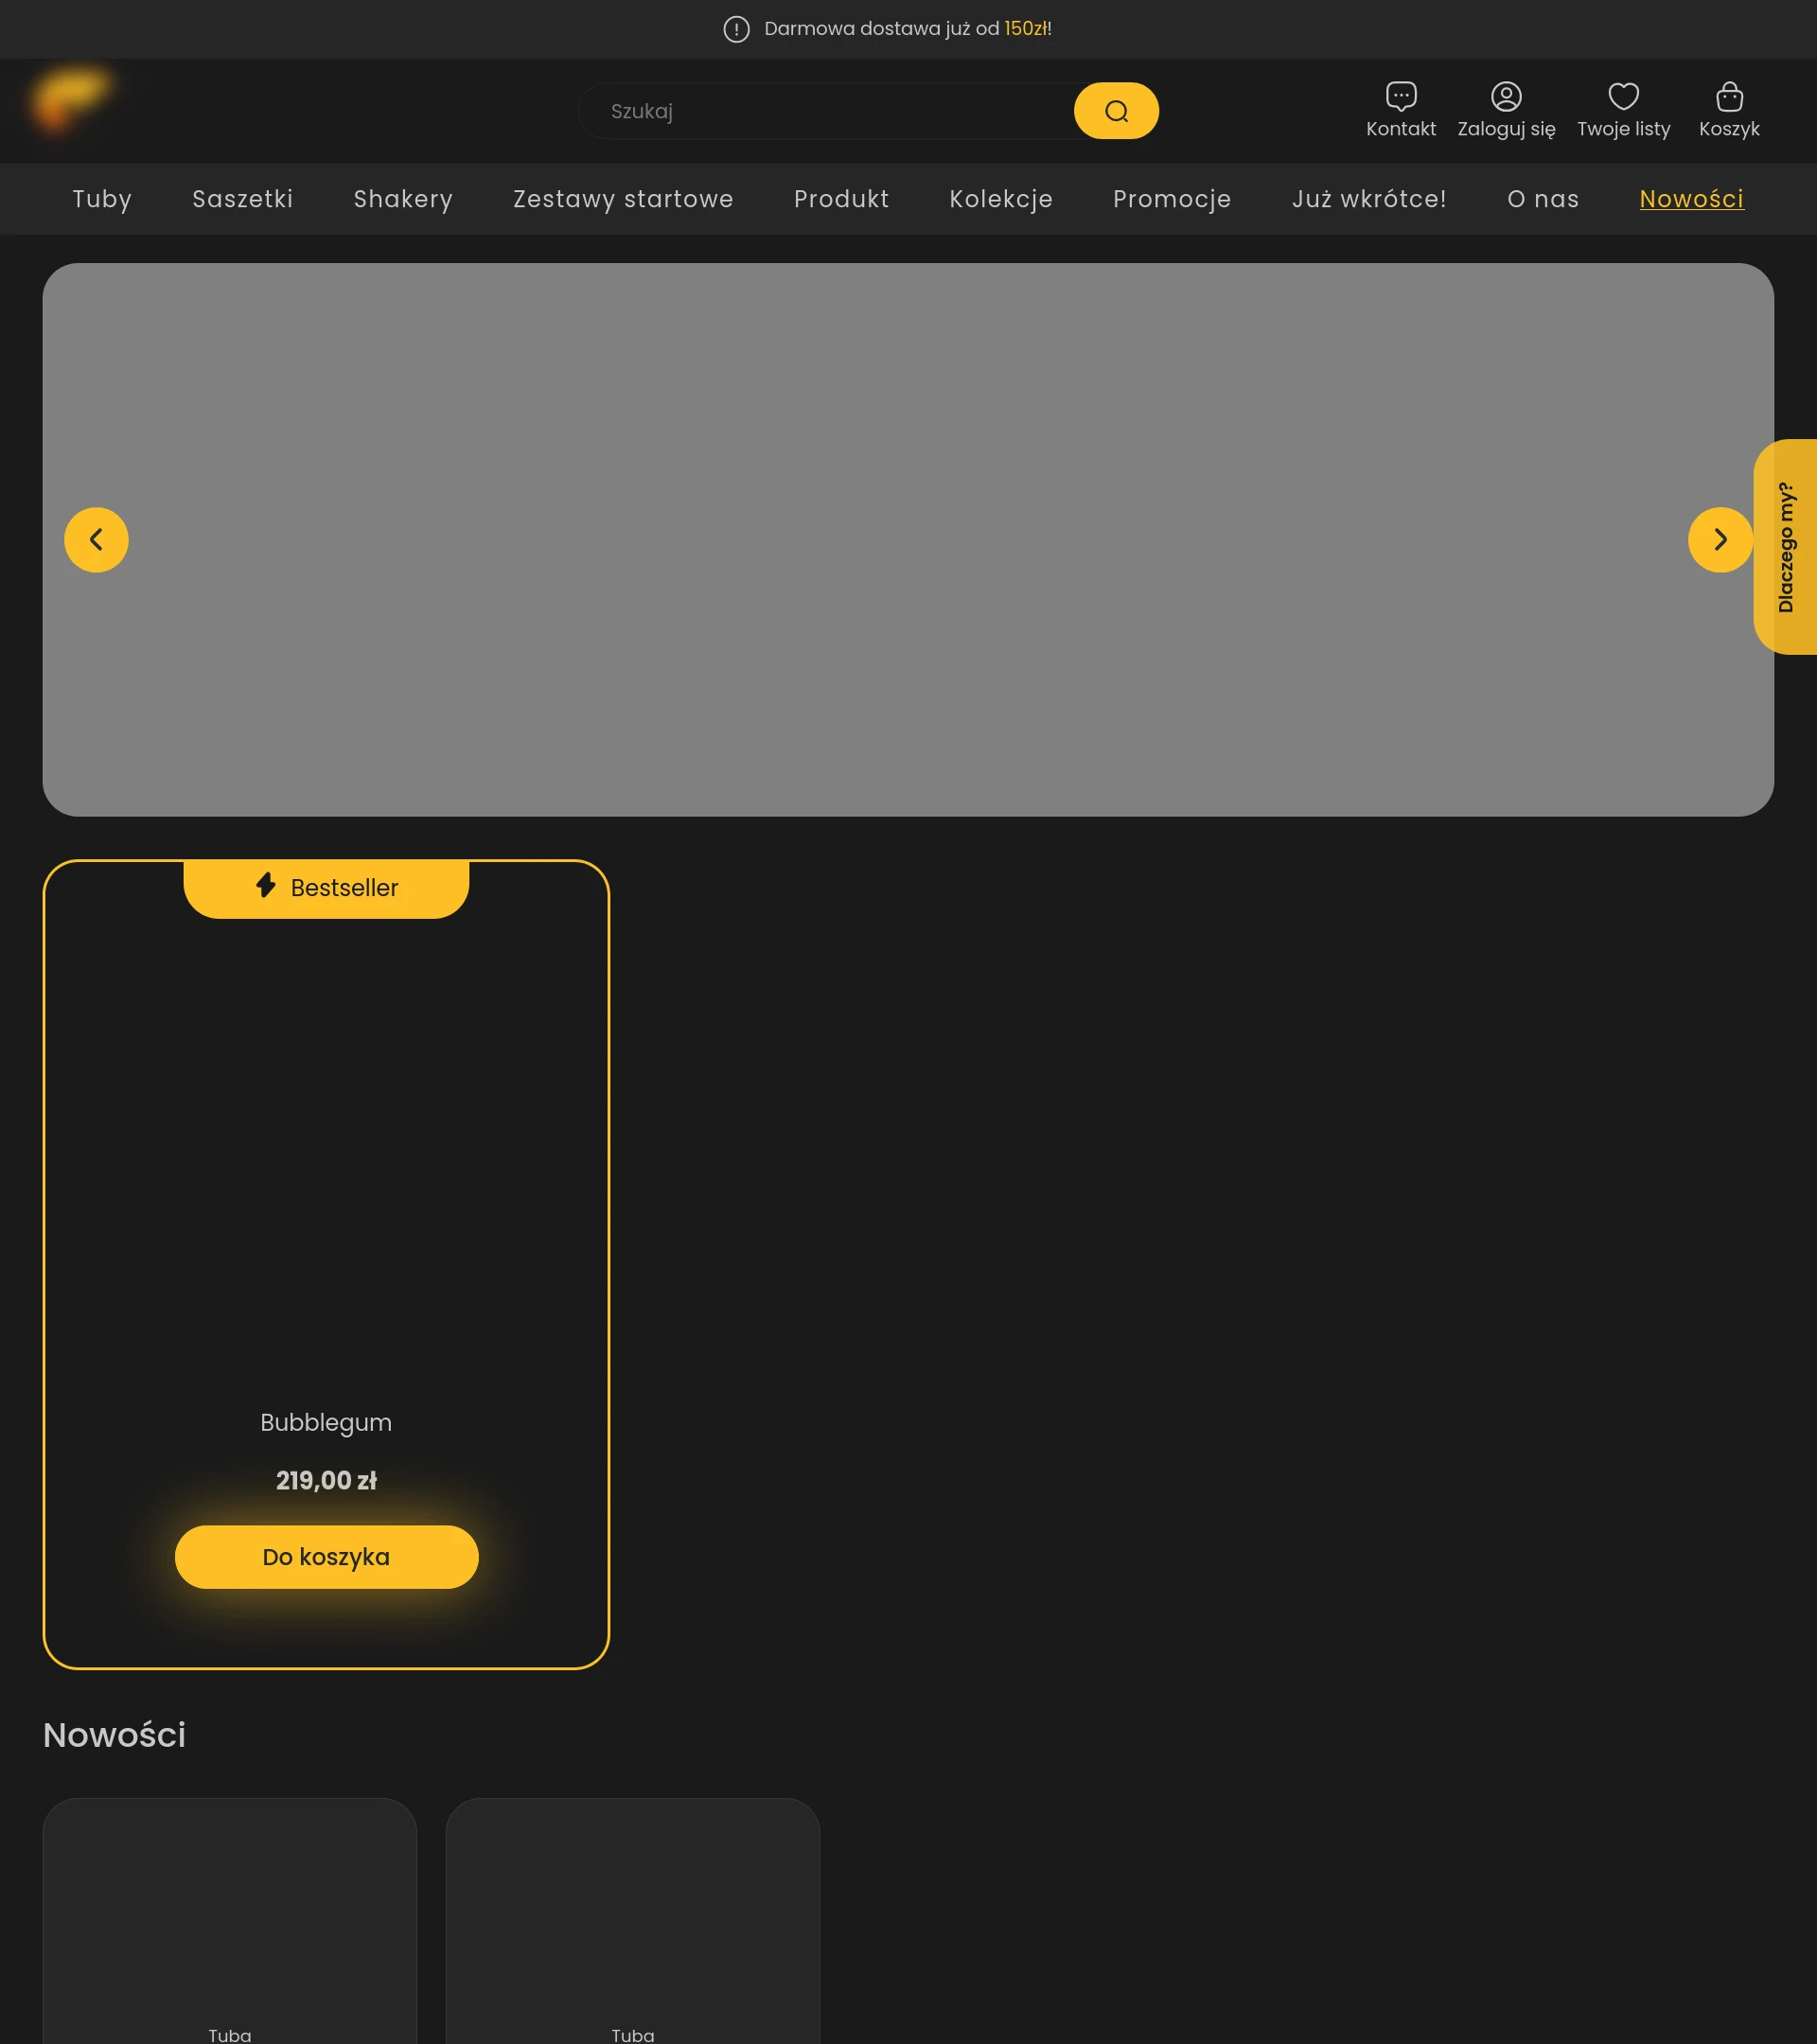 Darmowa dostawa już od 150zł!
Szukaj
Kontakt
Zaloguj się
Twoje listy
Koszyk
Tuby
Saszetki
Shakery
Zestawy startowe
Produkt
Kolekcje
Promocje
Już wkrótce!
O nas
Nowości
Dlaczego my?
Bestseller
Bubblegum
219,00 zł
Do koszyka
Nowości
Tuba
Tuba